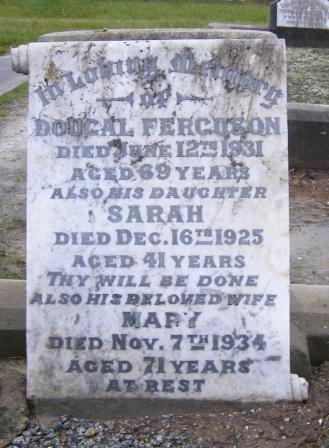 In Loving Memory
of
DOUGAL FERGUSON
DIED JUNE 12TH 1931
AGED 69 YEARS
ALSO HIS DAUGHTER
SARAH
DIED DEC. 16TH 1925
AGED 41 YEARS
THY WILL BE DONE
ALSO HIS BELOVED WIFE
MARY
DIED NOV. 7TH 1934
AGED 71 YEARS
AT REST